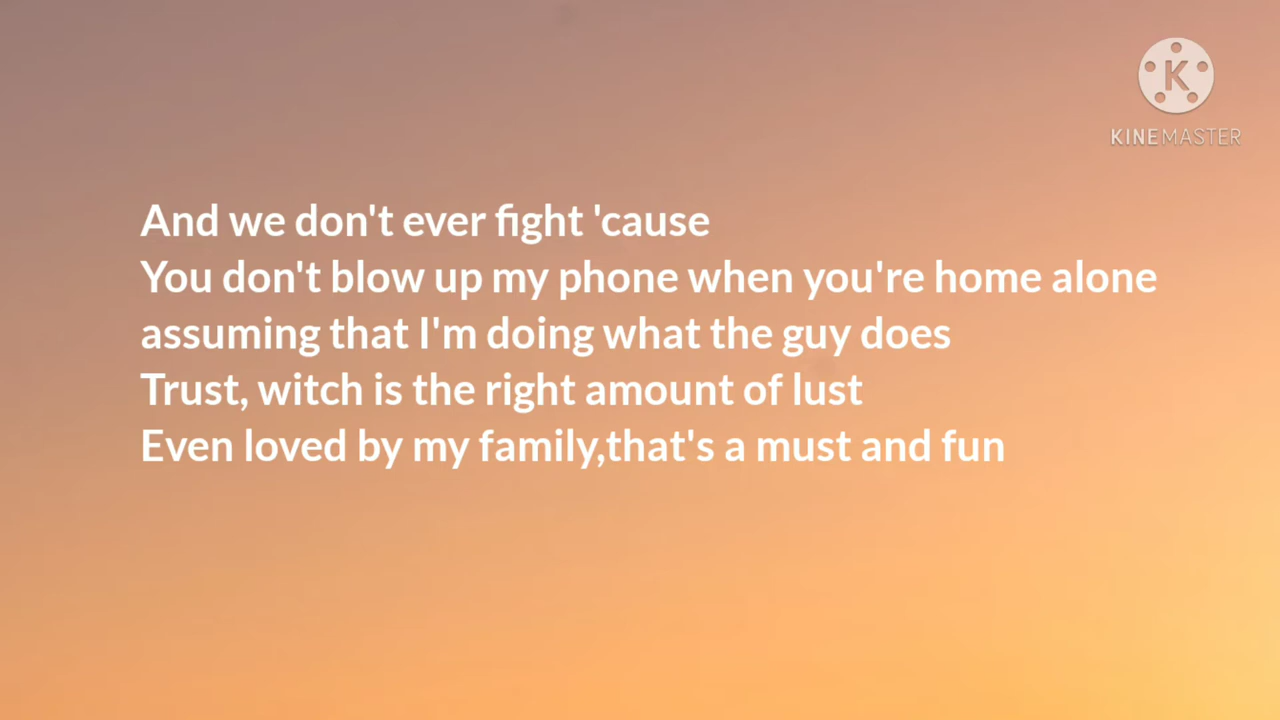 KINEMASTER
And we don't ever fight 'cause
You don't blow up my phone when you're home alone
assuming that I'm doing what the guy does
Trust, witch is the right amount of lust
Even loved by my family,that's a must and fun